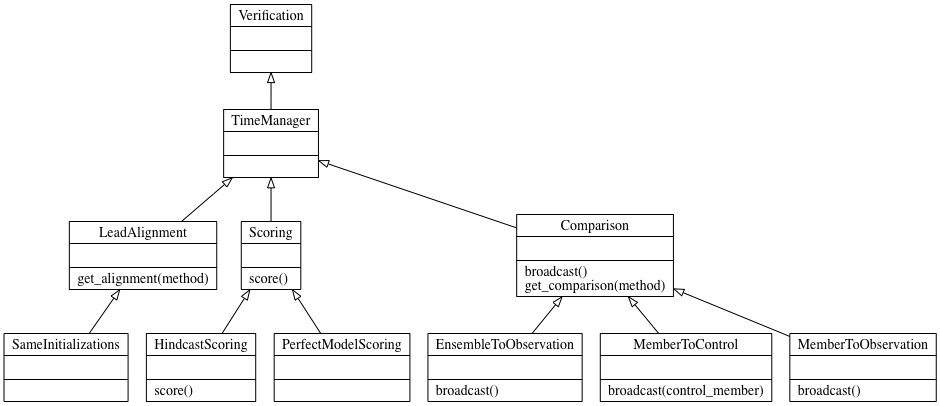 Verification
TimeManager
LeadAlignment
get_alignment(method)
Scoring
score()
Comparison
broadcast()
get_comparison(method)
SameInitializations
HindcastScoring
score()
PerfectModelScoring
EnsembleToObservation
broadcast()
MemberToControl
broadcast(control_member)
MemberToObservation
broadcast()